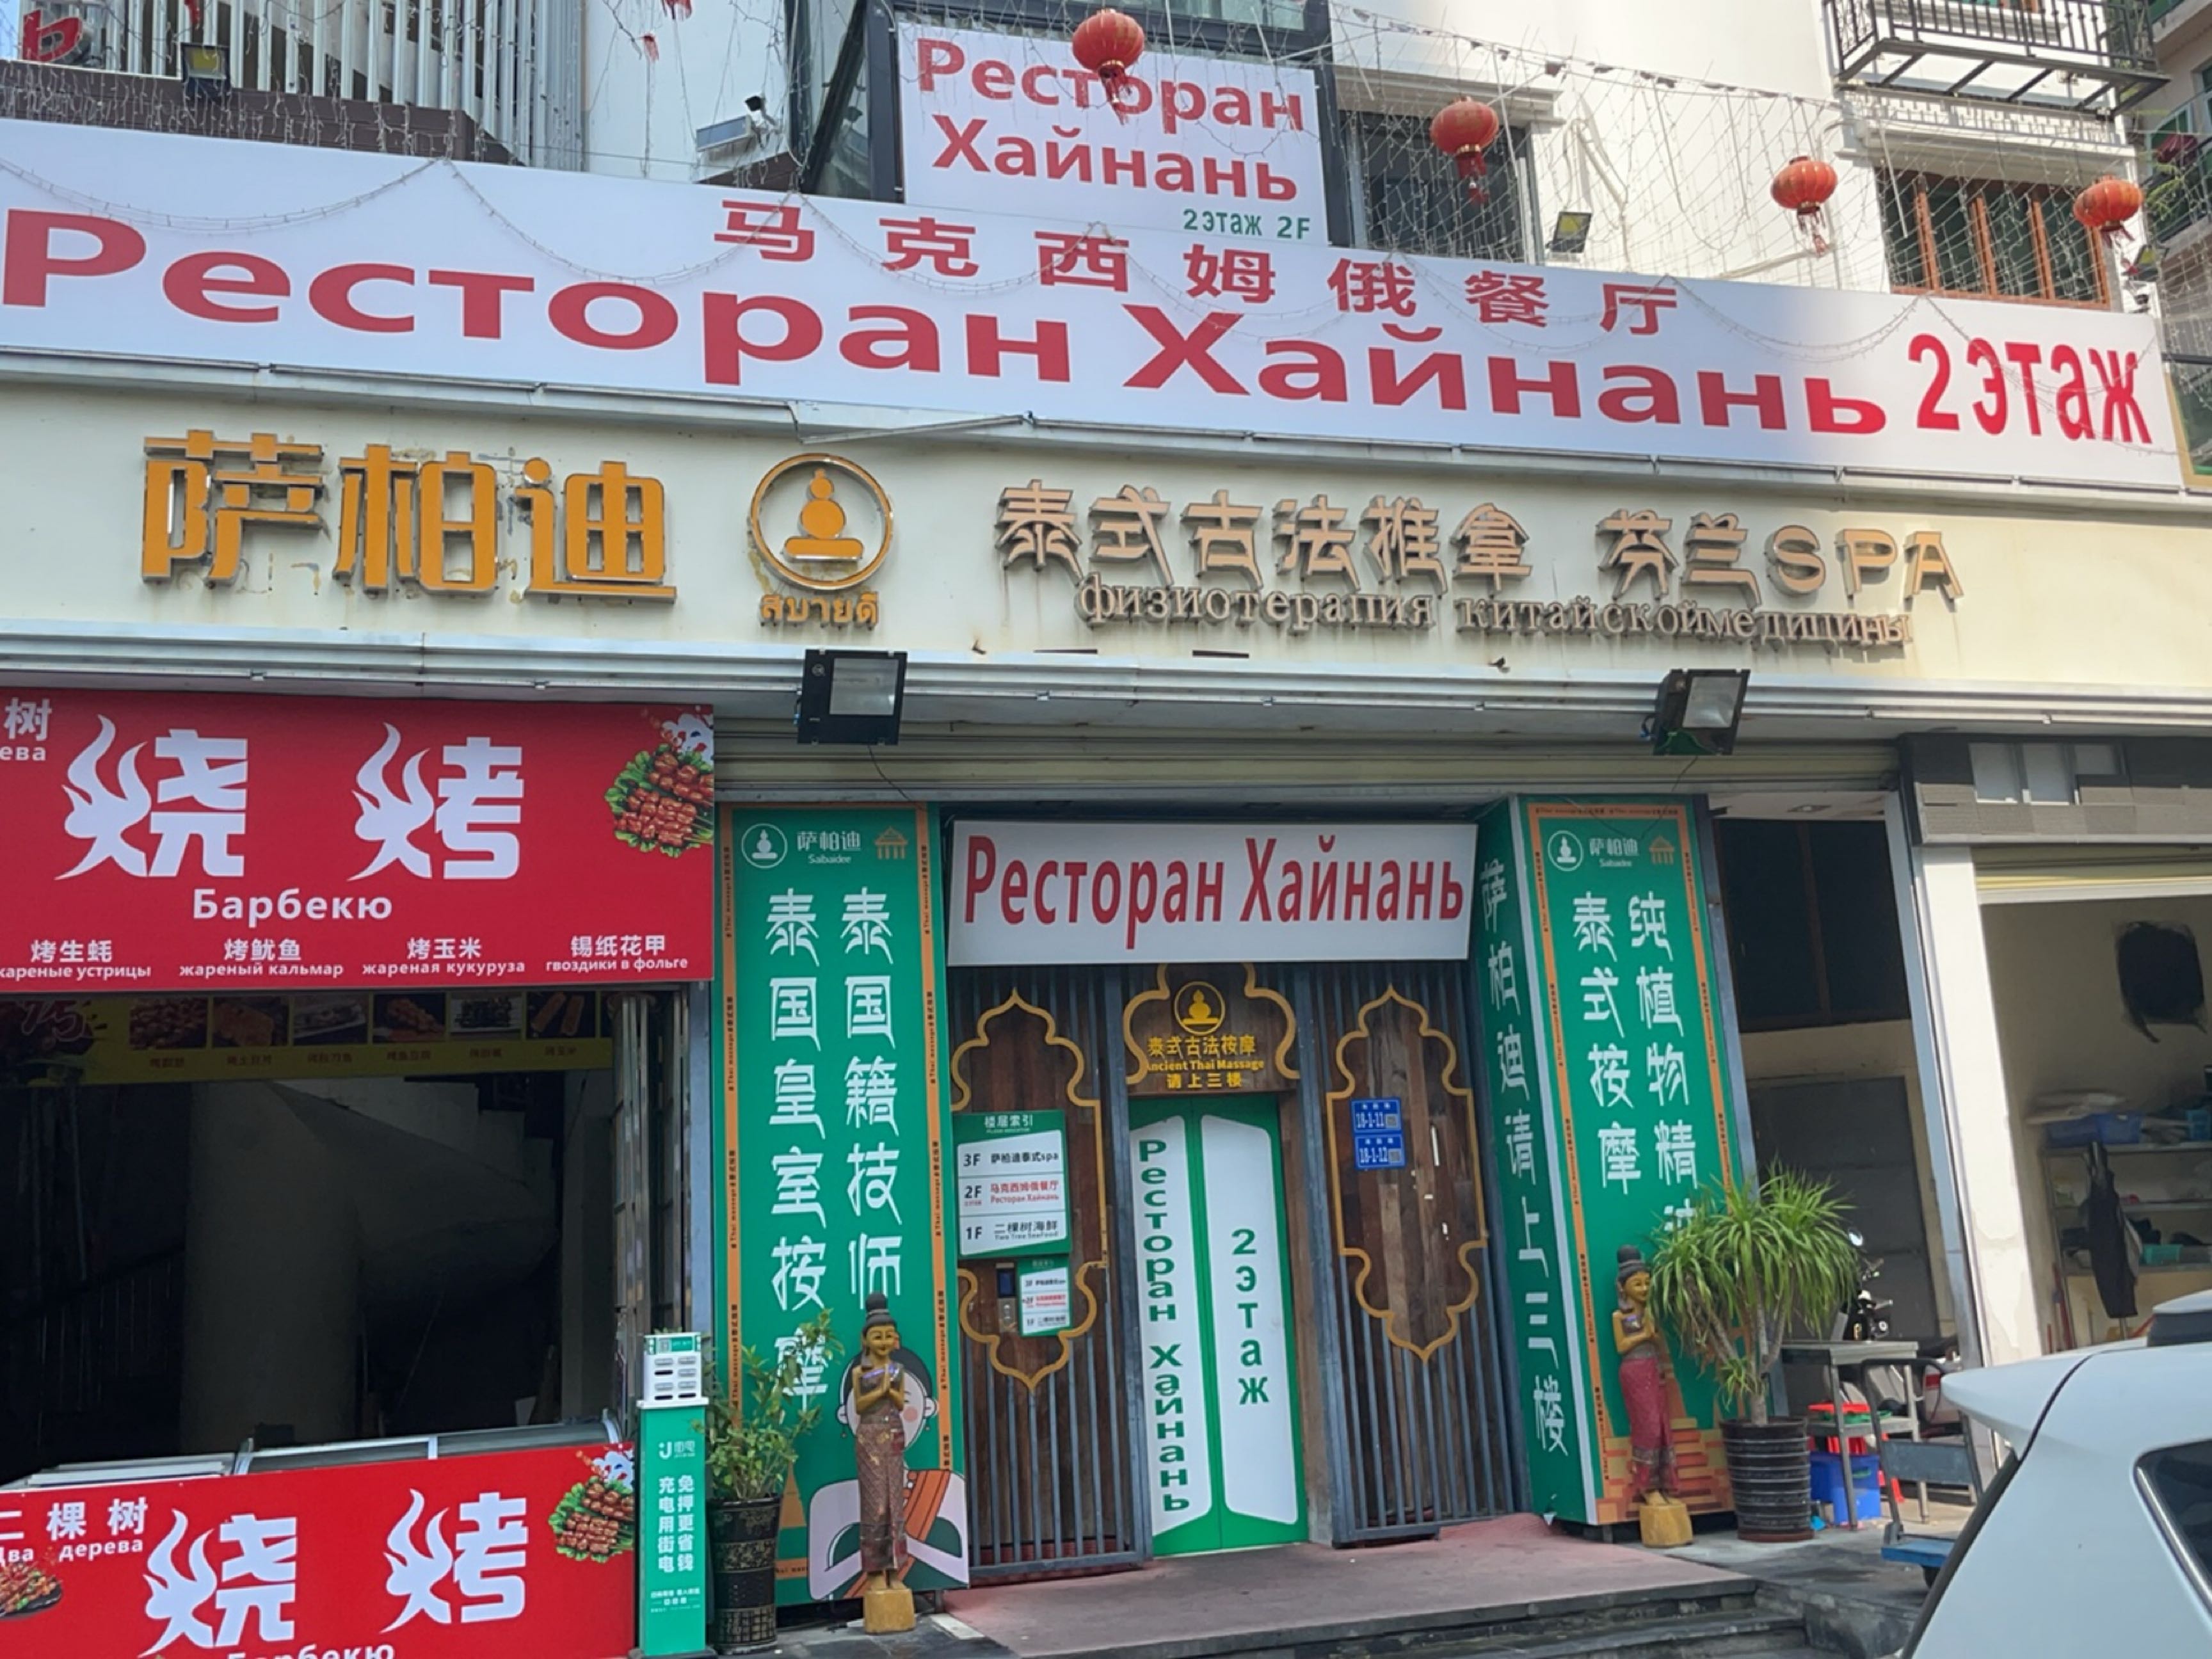 Ресторан
Хайнань
2этаж 2F
马克西姆俄餐厅
Ресторан Хайнань 2этаж
萨柏迪
สบายดี
泰式古法推拿 芬兰SPA
физиотерапия китайскоймедицины
树
ева
烧烤
Барбекю
烤生蚝 烤鱿鱼 烤玉米 锡纸花甲
жареные устрицы жареный кальмар жареная кукуруза гвоздики в фольге
萨柏迪
Sabaidee
泰国籍技师
泰国皇室按摩
Ресторан Хайнань
泰式古法按摩
Ancient Thai Massage
请上三楼
楼层索引
3F 萨柏迪泰式spa
2F 马克西姆俄餐厅
Ресторан Хайнань
1F 二棵树海鲜
Two Tree SeaFood
Ресторан Хайнань
2этаж
18-1-11
18-1-12
萨柏迪请上三楼
萨柏迪
Sabaidee
纯植物精油
泰式按摩
街电
免押更省钱
充电用街电
二棵树
Два дерева
烧烤
Барбекю